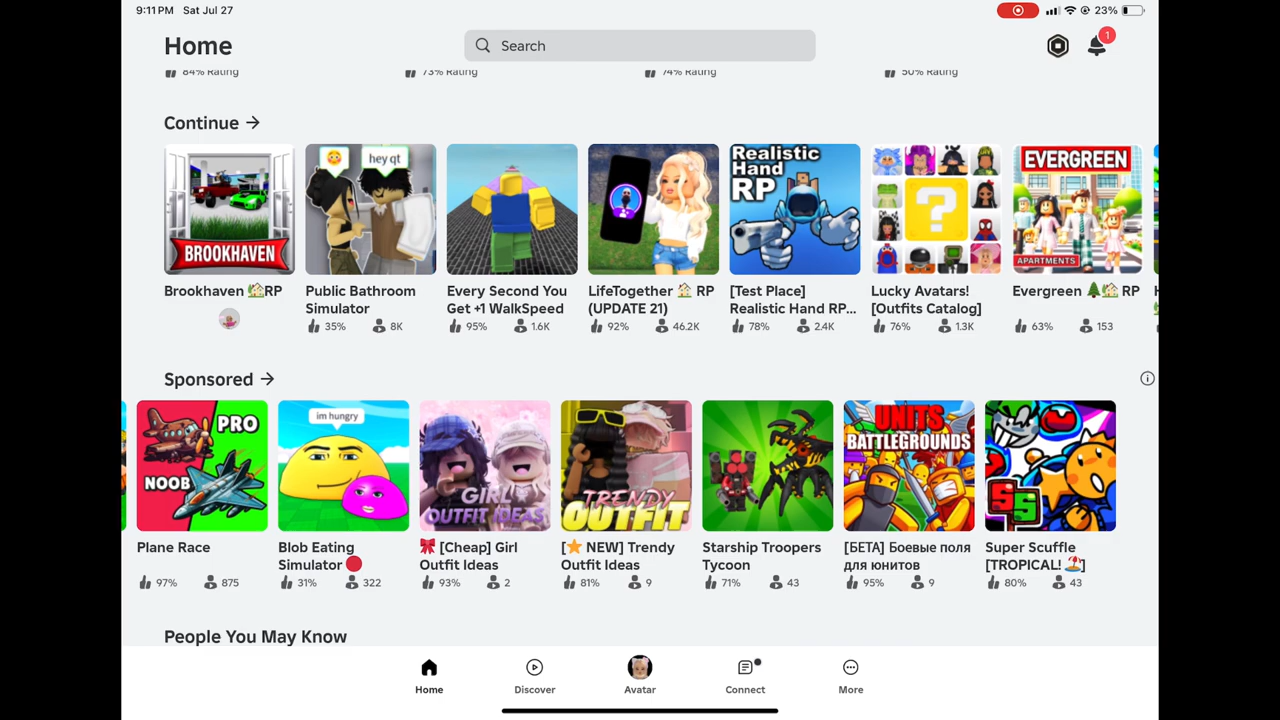 9:11 PM Sat Jul 27
23%
Home
Search
1
84% Rating
73% Rating
74% Rating
50% Rating
Continue →
BROOKHAVEN
hey qt
Realistic
Hand
RP
EVERGREEN
APARTMENTS
Brookhaven 🏡RP
Public Bathroom
Simulator
35% 8K
Every Second You
Get +1 WalkSpeed
95% 1.6K
LifeTogether 🏠 RP
(UPDATE 21)
92% 46.2K
[Test Place]
Realistic Hand RP...
78% 2.4K
Lucky Avatars!
[Outfits Catalog]
76% 1.3K
Evergreen 🌲🏡 RP
63% 153
Sponsored →
PRO
NOOB
im hungry
GIRL
OUTFIT IDEAS
TRENDY
OUTFIT
UNITS
BATTLEGROUNDS
SS
Plane Race
97% 875
Blob Eating
Simulator 🔴
31% 322
🎀 [Cheap] Girl
Outfit Ideas
93% 2
[⭐ NEW] Trendy
Outfit Ideas
81% 9
Starship Troopers
Tycoon
71% 43
[БЕТА] Боевые поля
для юнитов
95% 9
Super Scuffle
[TROPICAL! 🏖️]
80% 43
People You May Know
Home
Discover
Avatar
Connect
More